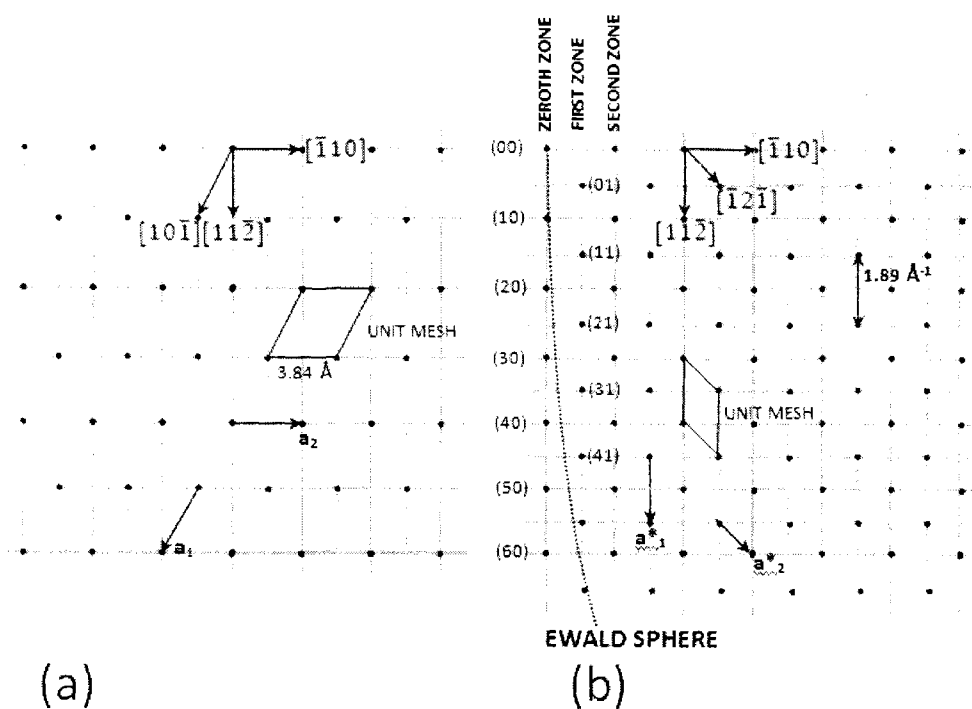 [1̄10]
[101̄][112̄]
UNIT MESH
3.84 Å
a₂
a₁
(a)
ZEROTH ZONE
FIRST ZONE
SECOND ZONE
(00)
(01)
(10)
(11)
(20)
(21)
(30)
(31)
(40)
(41)
(50)
(60)
[1̄10]
[1̄21̄]
[112̄]
1.89 Å⁻¹
UNIT MESH
a*₁
a*₂
EWALD SPHERE
(b)